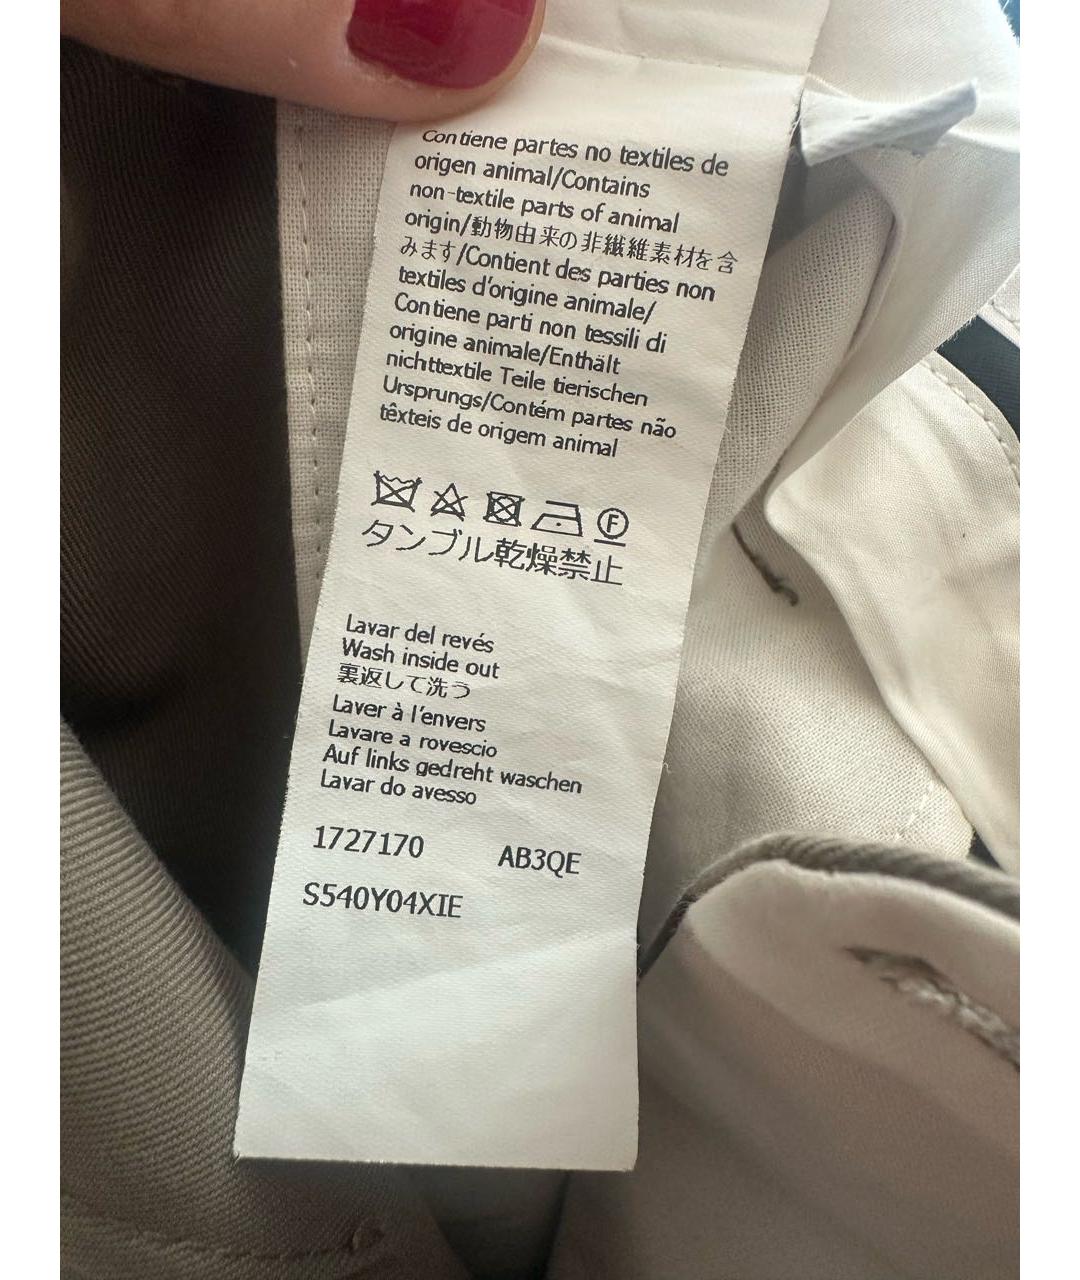 Contiene partes no textiles de
origen animal/Contains
non-textile parts of animal
origin/動物由来の非繊維素材を含
みます/Contient des parties non
textiles d'origine animale/
Contiene parti non tessili di
origine animale/Enthält
nichttextile Teile tierischen
Ursprungs/Contém partes não
têxteis de origem animal
F
タンブル乾燥禁止
Lavar del revés
Wash inside out
裏返して洗う
Laver à l'envers
Lavare a rovescio
Auf links gedreht waschen
Lavar do avesso
1727170 AB3QE
S540Y04XIE